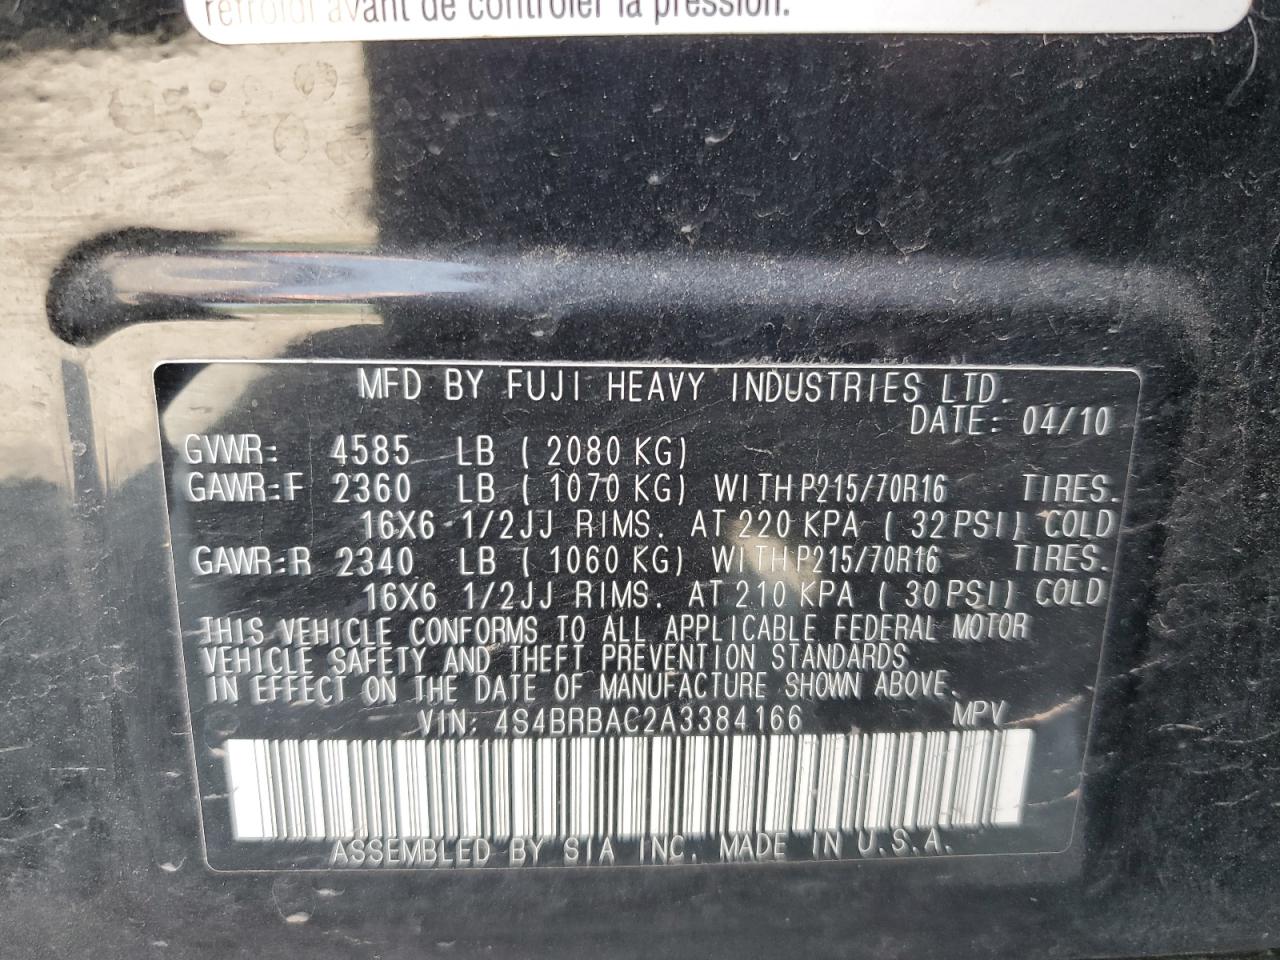 refroidi avant de contrôler la pression.
MFD BY FUJI HEAVY INDUSTRIES LTD.
DATE: 04/10
GVWR: 4585 LB ( 2080 KG)
GAWR:F 2360 LB ( 1070 KG) WITH P215/70R16 TIRES.
16X6 1/2JJ RIMS. AT 220 KPA ( 32 PSI) COLD
GAWR:R 2340 LB ( 1060 KG) WITH P215/70R16 TIRES.
16X6 1/2JJ RIMS. AT 210 KPA ( 30 PSI) COLD
THIS VEHICLE CONFORMS TO ALL APPLICABLE FEDERAL MOTOR
VEHICLE SAFETY AND THEFT PREVENTION STANDARDS
IN EFFECT ON THE DATE OF MANUFACTURE SHOWN ABOVE.
VIN: 4S4BRBAC2A3384166 MPV
ASSEMBLED BY SIA INC. MADE IN U.S.A.